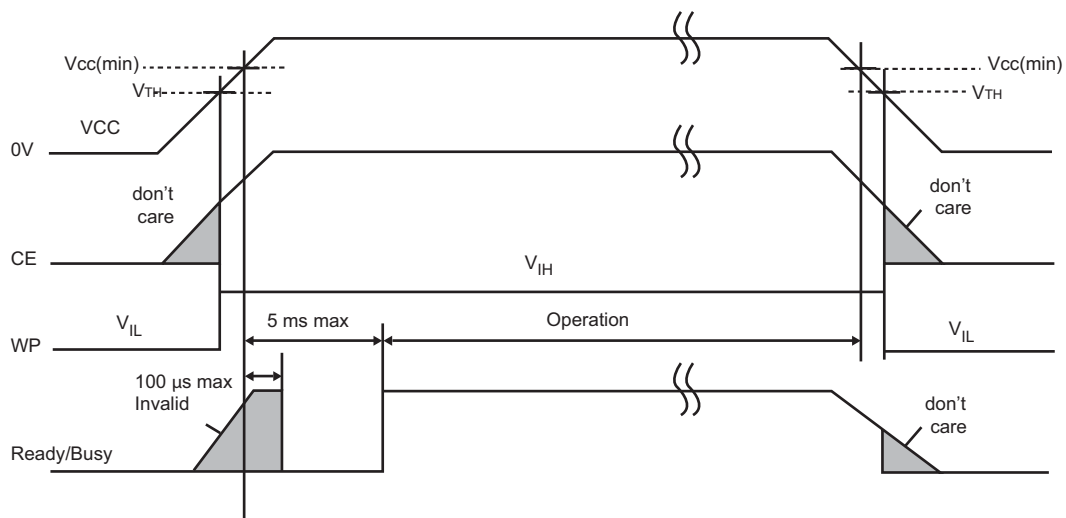 Vcc(min)
Vcc(min)
VTH
VTH
VCC
0V
don't
care
don't
care
CE
VIH
5 ms max
Operation
VIL
VIL
WP
100 µs max
Invalid
don't
care
Ready/Busy